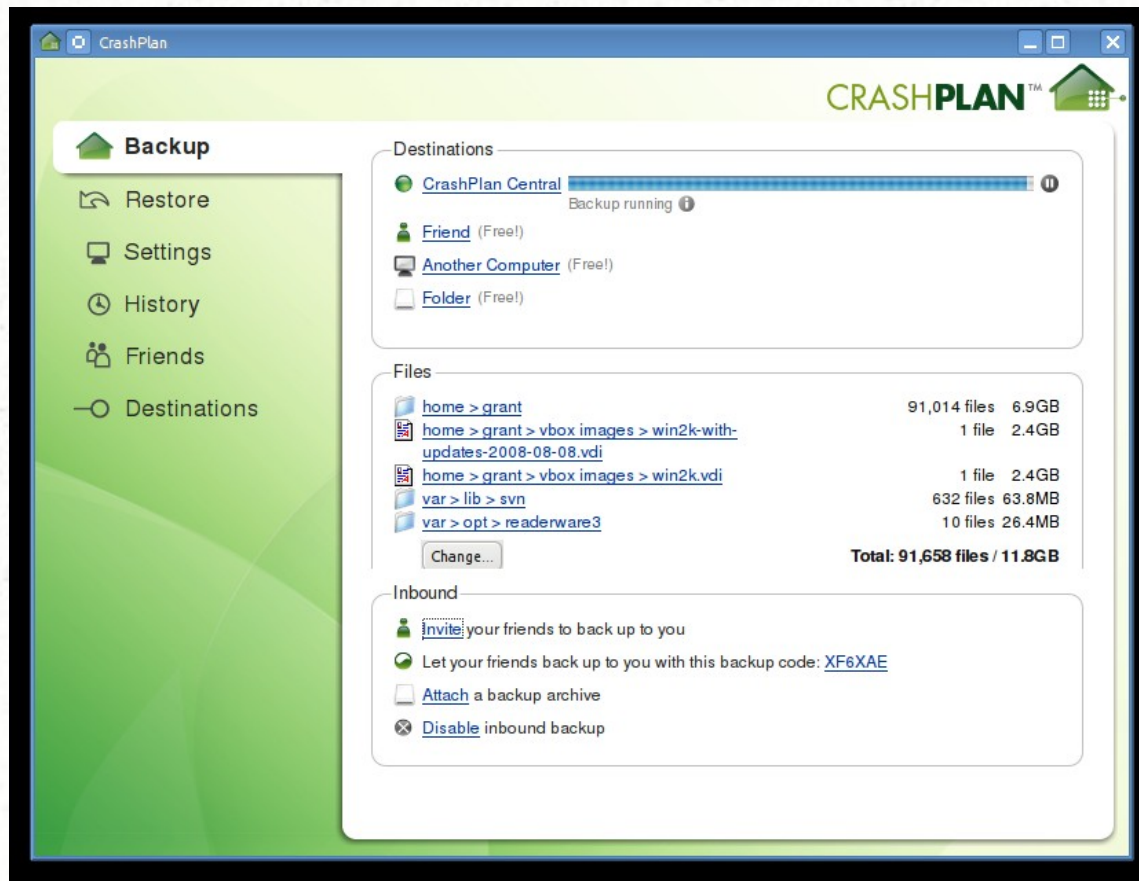 CrashPlan
CRASHPLAN™
Backup
Restore
Settings
History
Friends
Destinations
Destinations
CrashPlan Central
Backup running
Friend (Free!)
Another Computer (Free!)
Folder (Free!)
Files
home > grant 91,014 files 6.9GB
home > grant > vbox images > win2k-with- 1 file 2.4GB
updates-2008-08-08.vdi
home > grant > vbox images > win2k.vdi 1 file 2.4GB
var > lib > svn 632 files 63.8MB
var > opt > readerware3 10 files 26.4MB
Change... Total: 91,658 files / 11.8GB
Inbound
Invite your friends to back up to you
Let your friends back up to you with this backup code: XF6XAE
Attach a backup archive
Disable inbound backup